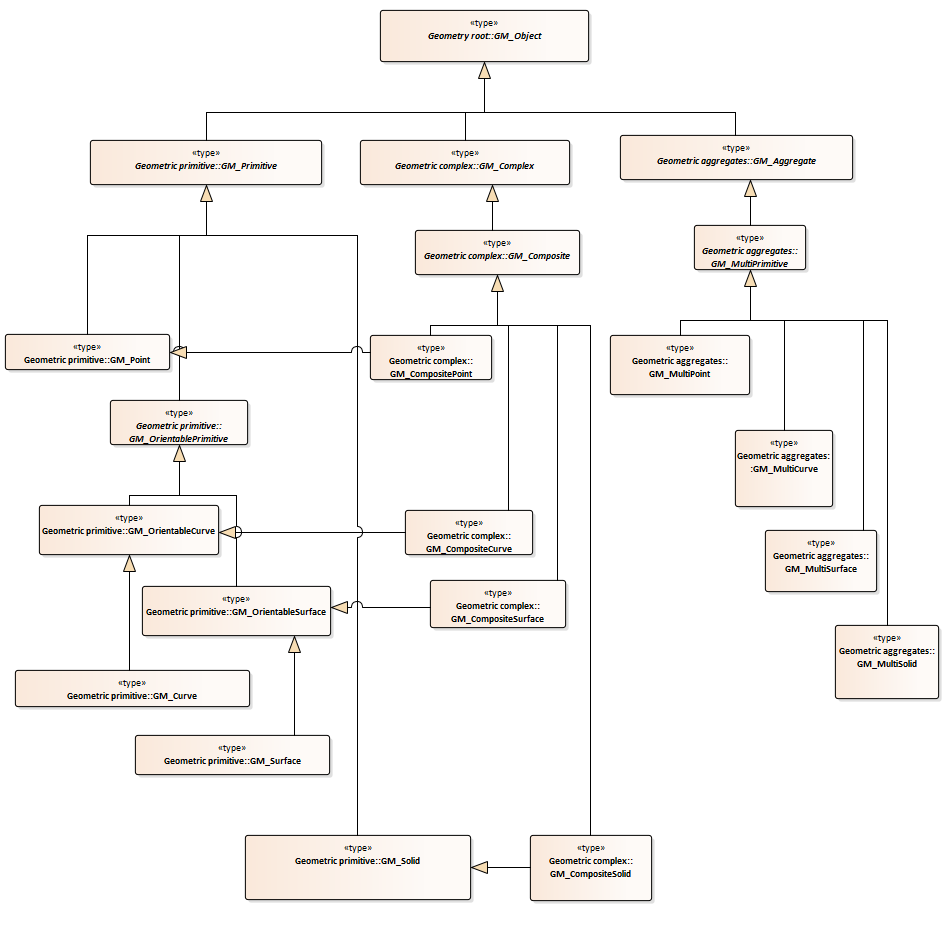 «type»
Geometry root::GM_Object
«type»
Geometric primitive::GM_Primitive
«type»
Geometric complex::GM_Complex
«type»
Geometric aggregates::GM_Aggregate
«type»
Geometric complex::GM_Composite
«type»
Geometric aggregates::
GM_MultiPrimitive
«type»
Geometric primitive::GM_Point
«type»
Geometric complex::
GM_CompositePoint
«type»
Geometric aggregates::
GM_MultiPoint
«type»
Geometric primitive::
GM_OrientablePrimitive
«type»
Geometric aggregates:
:GM_MultiCurve
«type»
Geometric primitive::GM_OrientableCurve
«type»
Geometric complex::
GM_CompositeCurve
«type»
Geometric aggregates::
GM_MultiSurface
«type»
Geometric primitive::GM_OrientableSurface
«type»
Geometric complex::
GM_CompositeSurface
«type»
Geometric aggregates::
GM_MultiSolid
«type»
Geometric primitive::GM_Curve
«type»
Geometric primitive::GM_Surface
«type»
Geometric primitive::GM_Solid
«type»
Geometric complex::
GM_CompositeSolid